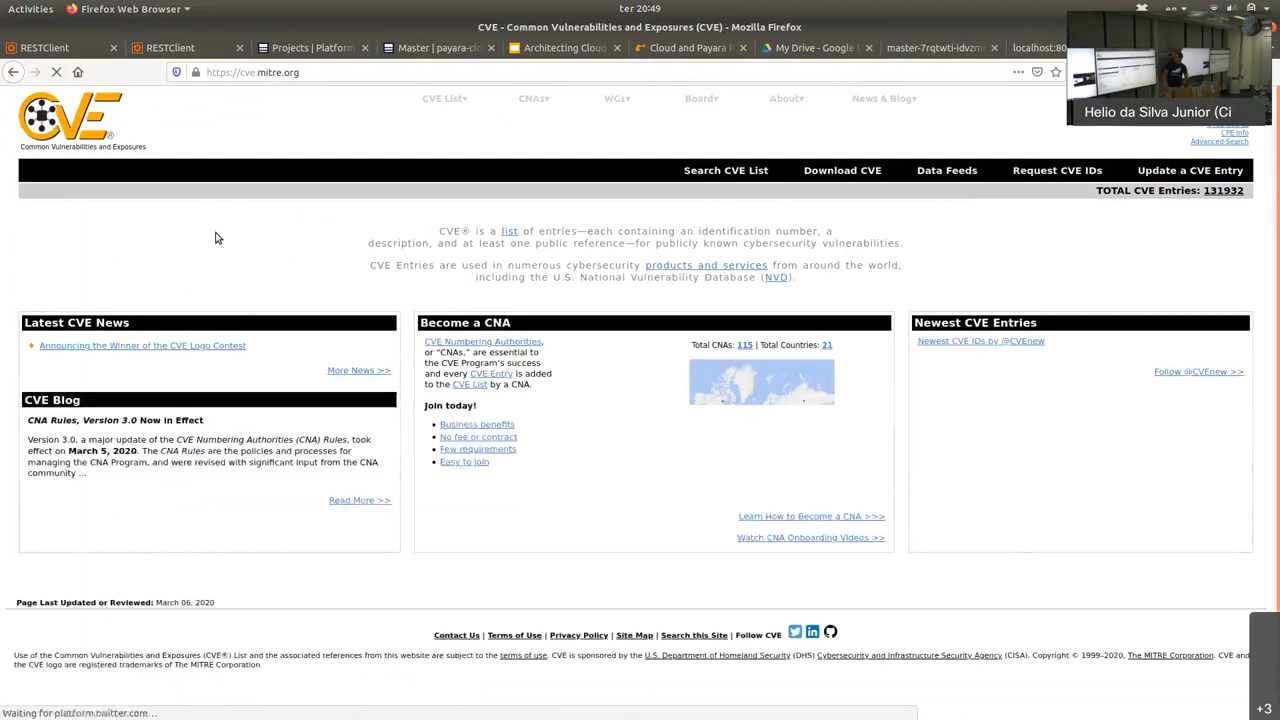 Activities
Firefox Web Browser
ter 20:49
CVE - Common Vulnerabilities and Exposures (CVE) - Mozilla Firefox
RESTClient
RESTClient
Projects | Platform
Master | payara-clo
Architecting Cloud
Cloud and Payara P
My Drive - Google
master-7rqtwti-idvzm
localhost:80
https://cve.mitre.org
Helio da Silva Junior (Ci
CVE
Common Vulnerabilities and Exposures
CVE List▾
CNAs▾
WGs▾
Board▾
About▾
News & Blog▾
CPE Info
Advanced Search
Search CVE List
Download CVE
Data Feeds
Request CVE IDs
Update a CVE Entry
TOTAL CVE Entries: 131932
CVE® is a list of entries—each containing an identification number, a
description, and at least one public reference—for publicly known cybersecurity vulnerabilities.
CVE Entries are used in numerous cybersecurity products and services from around the world,
including the U.S. National Vulnerability Database (NVD).
Latest CVE News
Announcing the Winner of the CVE Logo Contest
More News >>
CVE Blog
CNA Rules, Version 3.0 Now in Effect
Version 3.0, a major update of the CVE Numbering Authorities (CNA) Rules, took
effect on March 5, 2020. The CNA Rules are the policies and processes for
managing the CNA Program, and were revised with significant input from the CNA
community ...
Read More >>
Become a CNA
CVE Numbering Authorities,
or “CNAs,” are essential to
the CVE Program's success
and every CVE Entry is added
to the CVE List by a CNA.
Total CNAs: 115 | Total Countries: 21
Join today!
• Business benefits
• No fee or contract
• Few requirements
• Easy to join
Learn How to Become a CNA >>>
Watch CNA Onboarding Videos >>
Newest CVE Entries
Newest CVE IDs by @CVEnew
Follow @CVEnew >>
Page Last Updated or Reviewed: March 06, 2020
Contact Us | Terms of Use | Privacy Policy | Site Map | Search this Site | Follow CVE
Use of the Common Vulnerabilities and Exposures (CVE®) List and the associated references from this website are subject to the terms of use. CVE is sponsored by the U.S. Department of Homeland Security (DHS) Cybersecurity and Infrastructure Security Agency (CISA). Copyright © 1999–2020, The MITRE Corporation. CVE and
the CVE logo are registered trademarks of The MITRE Corporation.
Waiting for platform.twitter.com…
+3